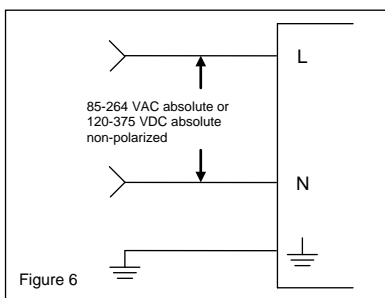 L
85-264 VAC absolute or
120-375 VDC absolute
non-polarized
N
Figure 6